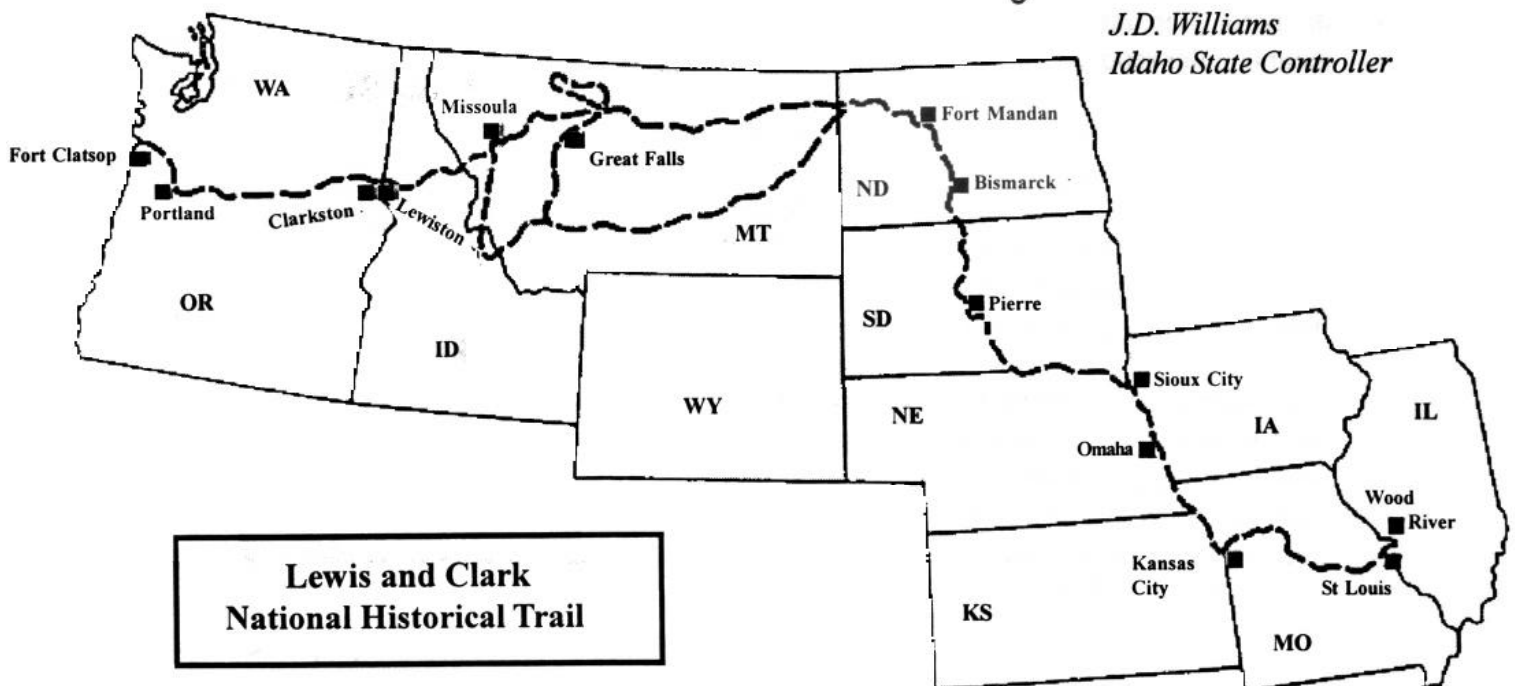 J.D. Williams
Idaho State Controller
WA
Missoula
Fort Mandan
Fort Clatsop
Great Falls
ND
Bismarck
Portland
Clarkston
Lewiston
MT
OR
SD
Pierre
ID
Sioux City
WY
NE
IA
IL
Omaha
Wood
River
Kansas
City
St Louis
Lewis and Clark
National Historical Trail
KS
MO